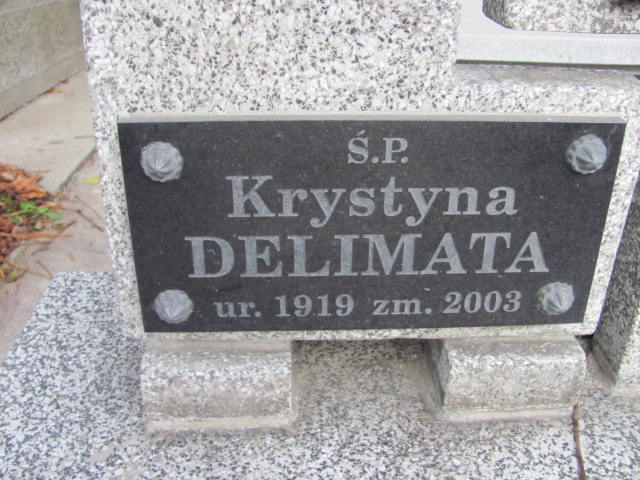 Ś.P.
Krystyna
DELIMATA
ur. 1919 zm. 2003